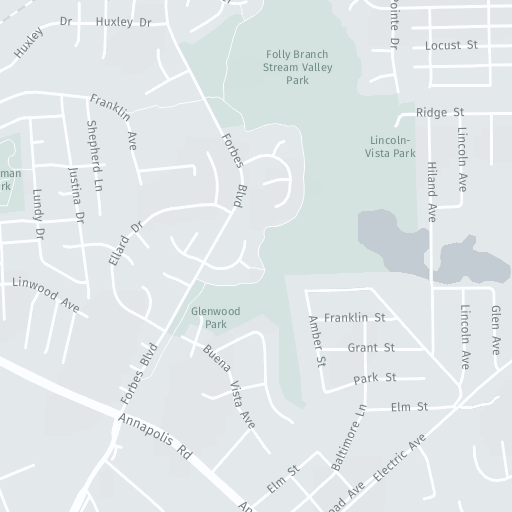 Huxley Dr
Huxley Dr
Pointe Dr
Locust St
Folly Branch
Stream Valley
Park
Franklin Ave
Ridge St
Forbes Blvd
Shepherd Ln
Lincoln-
Vista Park
Lincoln Ave
Hiland Ave
Justina Dr
Lundy Dr
Ellard Dr
Linwood Ave
Glenwood
Park
Franklin St
Amber St
Grant St
Lincoln Ave
Glen Ave
Forbes Blvd
Buena Vista Ave
Park St
Elm St
Annapolis Rd
Baltimore Ln
Electric Ave
Elm St
Ave